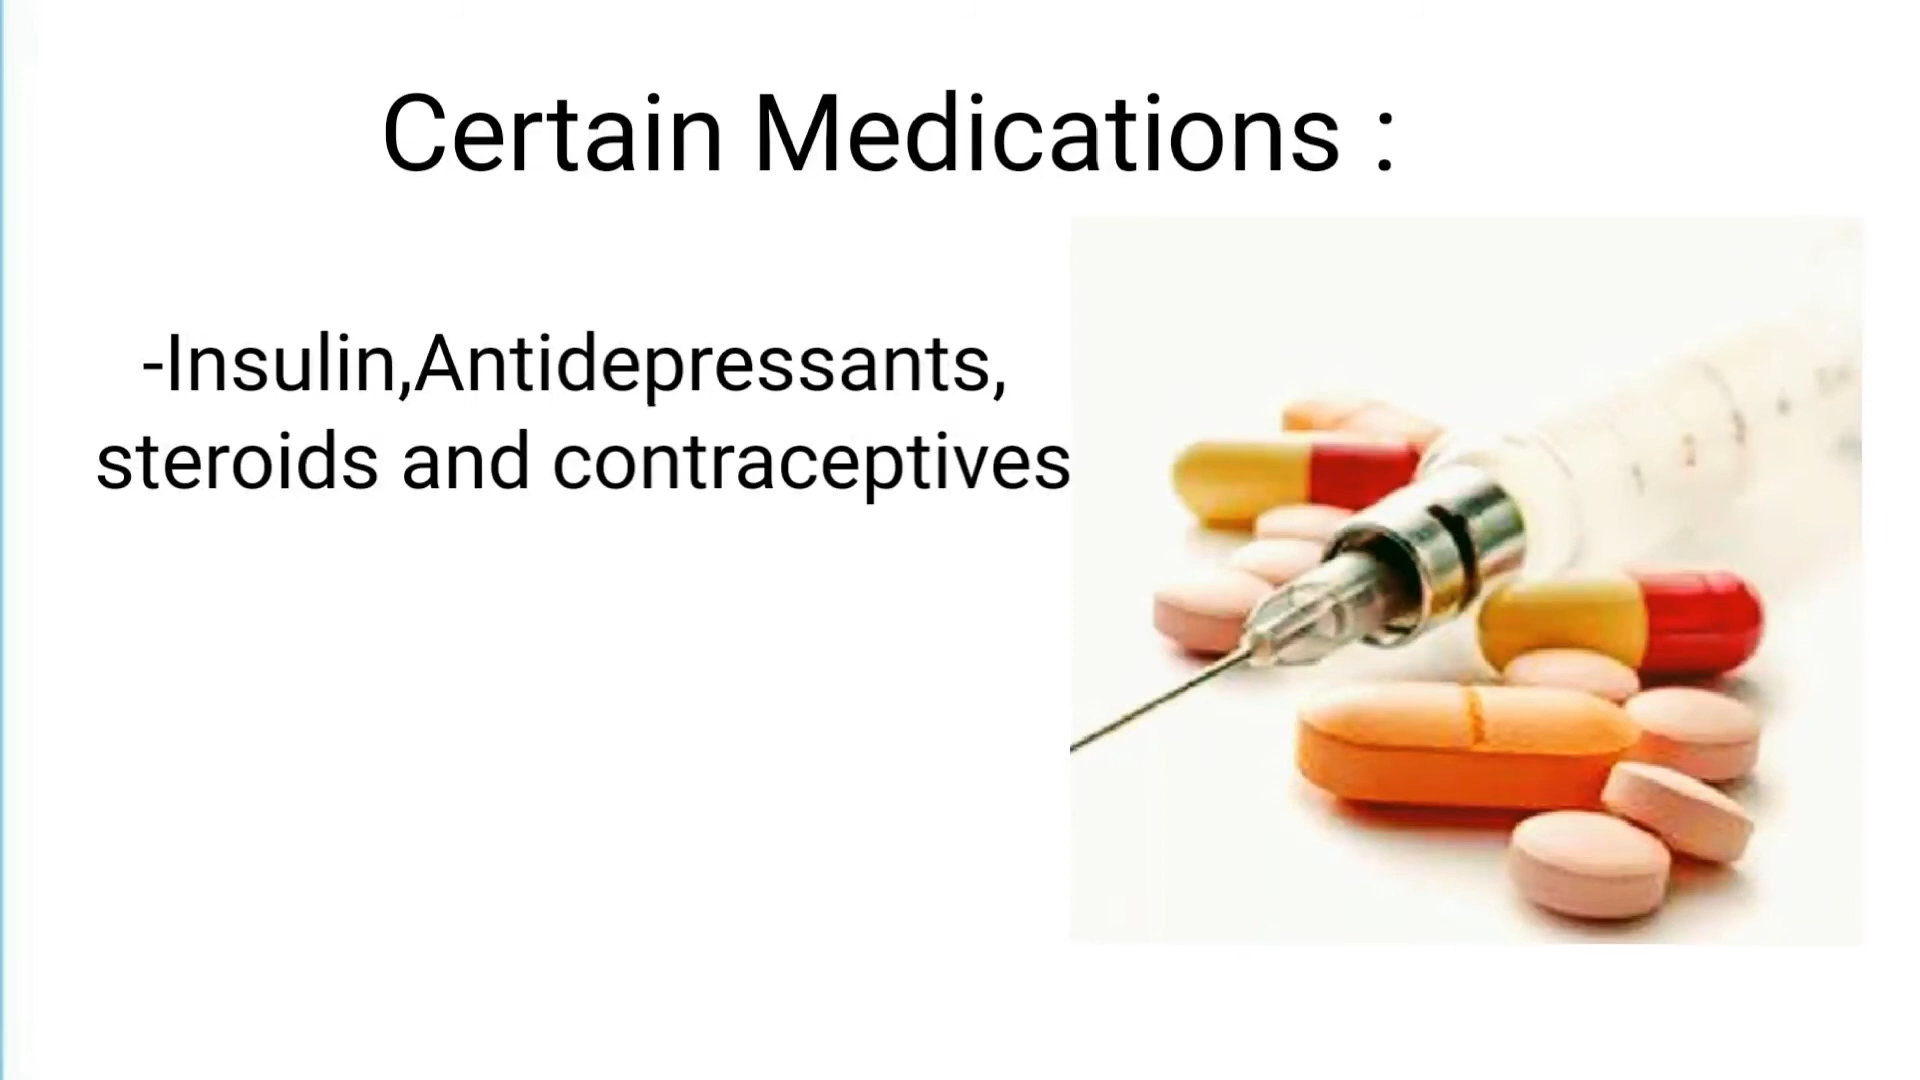 Certain Medications :
-Insulin,Antidepressants,
steroids and contraceptives